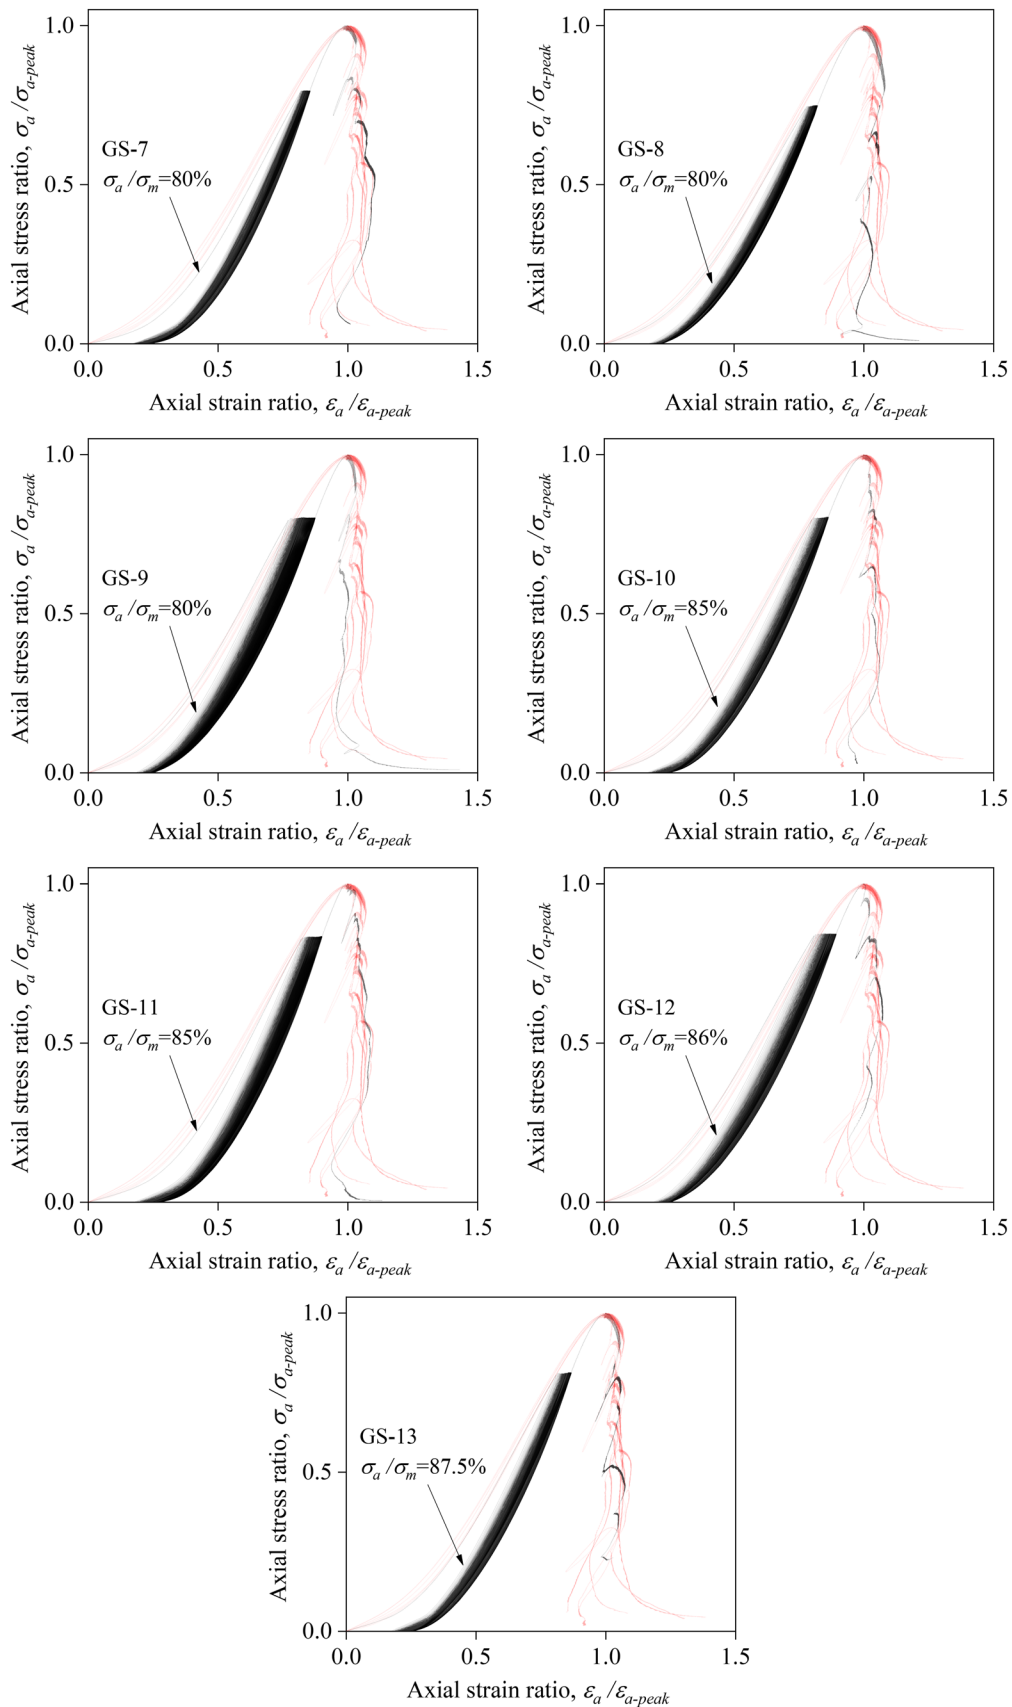 1.0
0.5
0.0
Axial stress ratio, σa/σa-peak
GS-7
σa/σm=80%
0.0 0.5 1.0 1.5
Axial strain ratio, εa/εa-peak
1.0
0.5
0.0
Axial stress ratio, σa/σa-peak
GS-8
σa/σm=80%
0.0 0.5 1.0 1.5
Axial strain ratio, εa/εa-peak
1.0
0.5
0.0
Axial stress ratio, σa/σa-peak
GS-9
σa/σm=80%
0.0 0.5 1.0 1.5
Axial strain ratio, εa/εa-peak
1.0
0.5
0.0
Axial stress ratio, σa/σa-peak
GS-10
σa/σm=85%
0.0 0.5 1.0 1.5
Axial strain ratio, εa/εa-peak
1.0
0.5
0.0
Axial stress ratio, σa/σa-peak
GS-11
σa/σm=85%
0.0 0.5 1.0 1.5
Axial strain ratio, εa/εa-peak
1.0
0.5
0.0
Axial stress ratio, σa/σa-peak
GS-12
σa/σm=86%
0.0 0.5 1.0 1.5
Axial strain ratio, εa/εa-peak
1.0
0.5
0.0
Axial stress ratio, σa/σa-peak
GS-13
σa/σm=87.5%
0.0 0.5 1.0 1.5
Axial strain ratio, εa/εa-peak